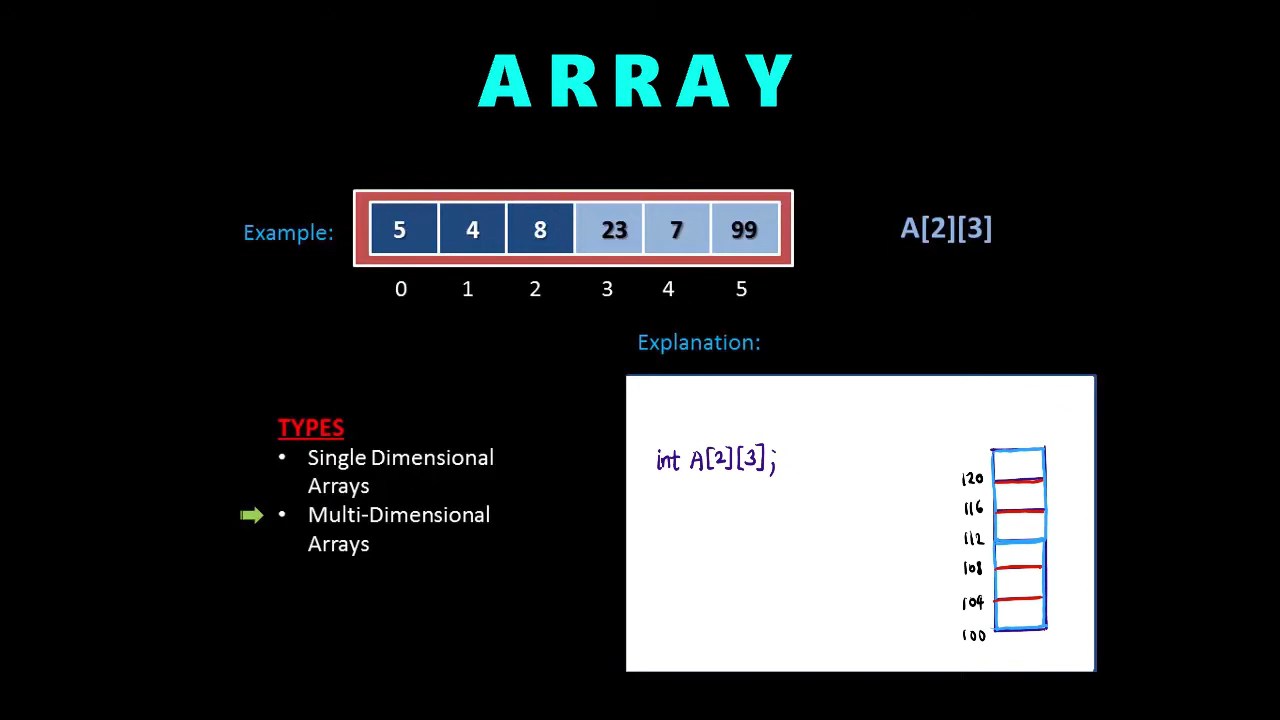 ARRAY
Example: 5 4 8 23 7 99 A[2][3]
0 1 2 3 4 5
Explanation:
TYPES
• Single Dimensional
Arrays
• Multi-Dimensional
Arrays
int A[2][3];
120
116
112
108
104
100